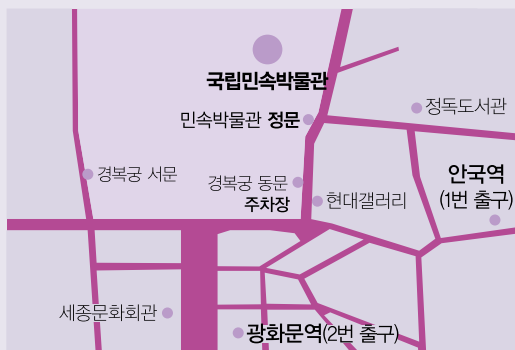 국립민속박물관
정독도서관
민속박물관 정문
경복궁 서문
안국역
경복궁 동문
주차장
현대갤러리
(1번 출구)
세종문화회관
광화문역(2번 출구)